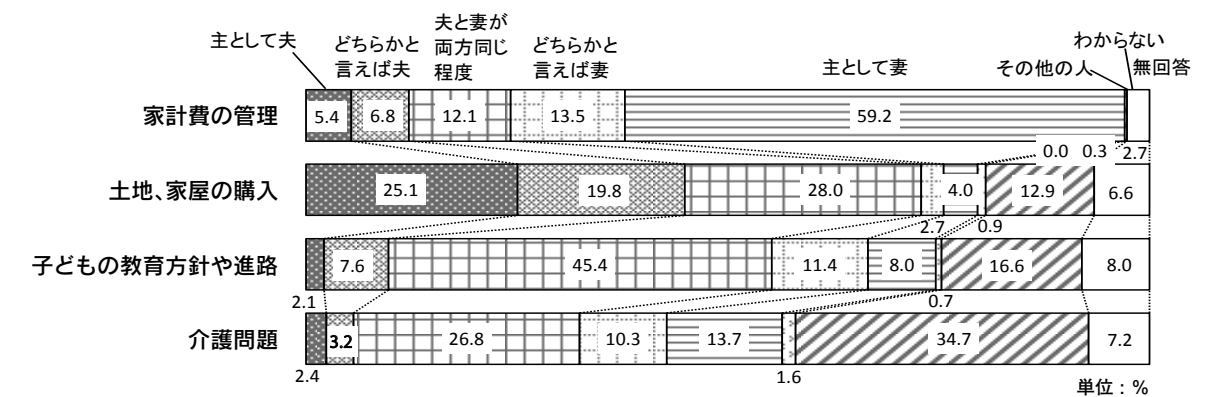 主として夫
どちらかと
言えば夫
夫と妻が
両方同じ
程度
どちらかと
言えば妻
主として妻
その他の人
わからない
無回答
家計費の管理
5.4 6.8 12.1 13.5 59.2
0.0 0.3 2.7
土地、家屋の購入
25.1 19.8 28.0 4.0 12.9 6.6
2.7 0.9
子どもの教育方針や進路
7.6 45.4 11.4 8.0 16.6 8.0
2.1 0.7
介護問題
3.2 26.8 10.3 13.7 34.7 7.2
2.4 1.6
単位：%